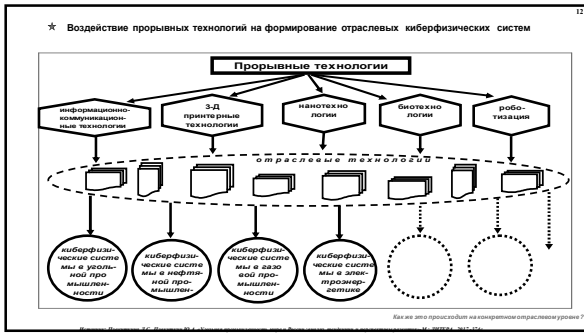 12
✭ Воздействие прорывных технологий на формирование отраслевых киберфизических систем
Прорывные технологии
информационно-
коммуникацион-
ные технологии
3-Д
принтерные
технологии
нанотехно
логии
биотехно
логии
робо-
тизация
отраслевые технологии
киберфизи-
ческие систе
мы в уголь-
ной про
мышлен-
ности
киберфизи-
ческие систе
мы в нефтя-
ной про-
мышлен-
киберфизи-
ческие систе
мы в газо
вой про-
мышлен-
ности
киберфизи-
ческие систе
мы в элек-
троэнер-
гетике
Как же это происходит на конкретном отраслевом уровне ?